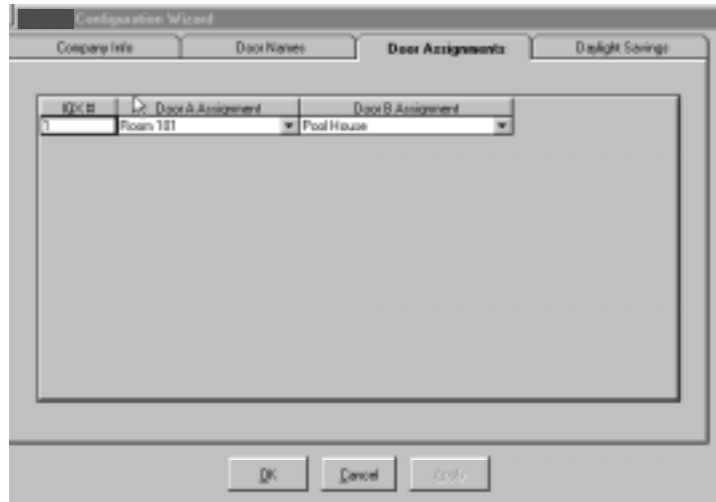 Configuration Wizard
Company Info Door Names Door Assignments Daylight Savings
# Door A Assignment Door B Assignment
1 Room 101 Pool House
OK Cancel Apply